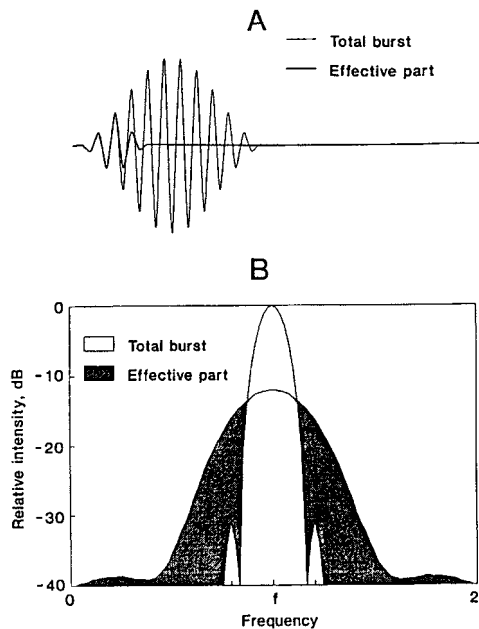 A
Total burst
Effective part
B
0
-10
-20
-30
-40
Relative intensity, dB
Total burst
Effective part
0
f
2
Frequency